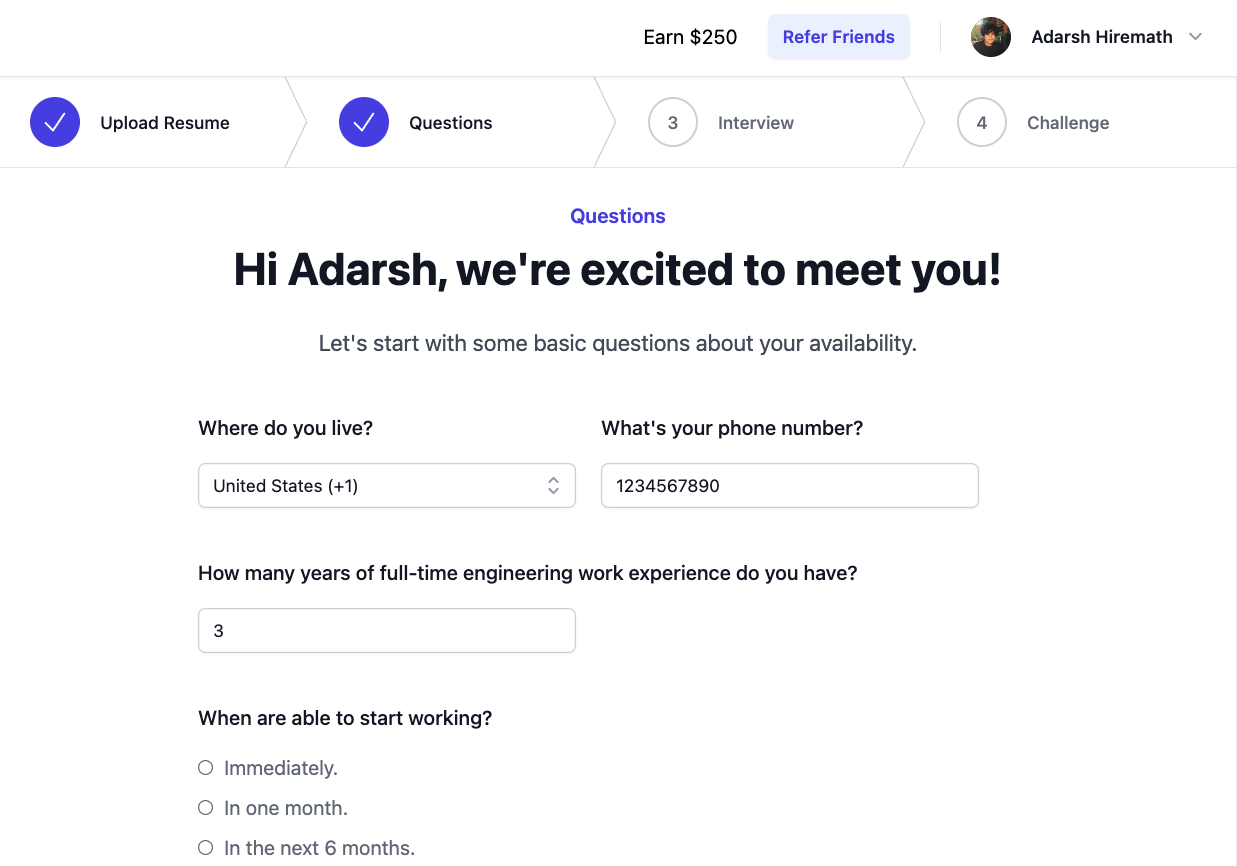 Earn $250 Refer Friends Adarsh Hiremath
Upload Resume Questions 3 Interview 4 Challenge
Questions
Hi Adarsh, we're excited to meet you!
Let's start with some basic questions about your availability.
Where do you live? What's your phone number?
United States (+1) 1234567890
How many years of full-time engineering work experience do you have?
3
When are able to start working?
Immediately.
In one month.
In the next 6 months.